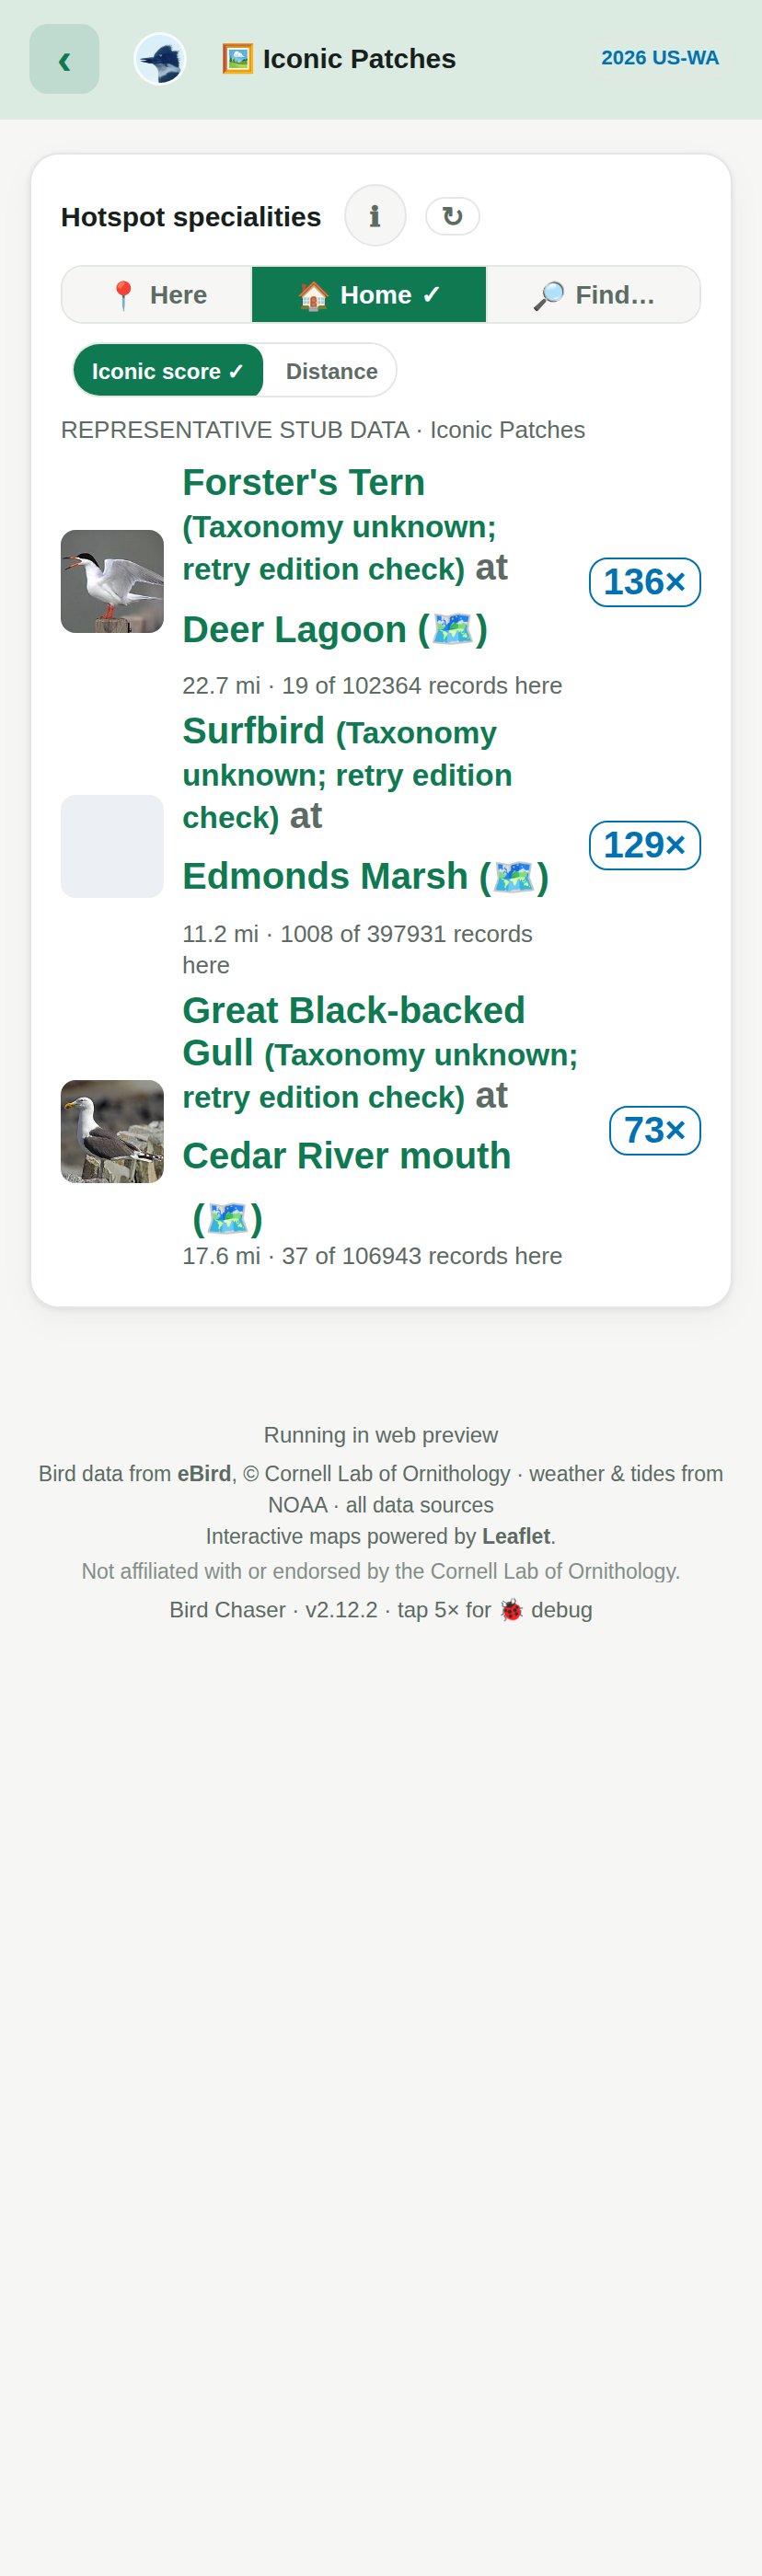 ‹ 🖼️ Iconic Patches 2026 US-WA
Hotspot specialities ℹ ↻
📍 Here 🏠 Home ✓ 🔎 Find…
Iconic score ✓ Distance
REPRESENTATIVE STUB DATA · Iconic Patches
Forster's Tern
(Taxonomy unknown;
retry edition check) at
136×
Deer Lagoon (🗺️)
22.7 mi · 19 of 102364 records here
Surfbird (Taxonomy
unknown; retry edition
check) at
129×
Edmonds Marsh (🗺️)
11.2 mi · 1008 of 397931 records
here
Great Black-backed
Gull (Taxonomy unknown;
retry edition check) at
73×
Cedar River mouth
(🗺️)
17.6 mi · 37 of 106943 records here
Running in web preview
Bird data from eBird, © Cornell Lab of Ornithology · weather & tides from
NOAA · all data sources
Interactive maps powered by Leaflet.
Not affiliated with or endorsed by the Cornell Lab of Ornithology.
Bird Chaser · v2.12.2 · tap 5× for 🐞 debug